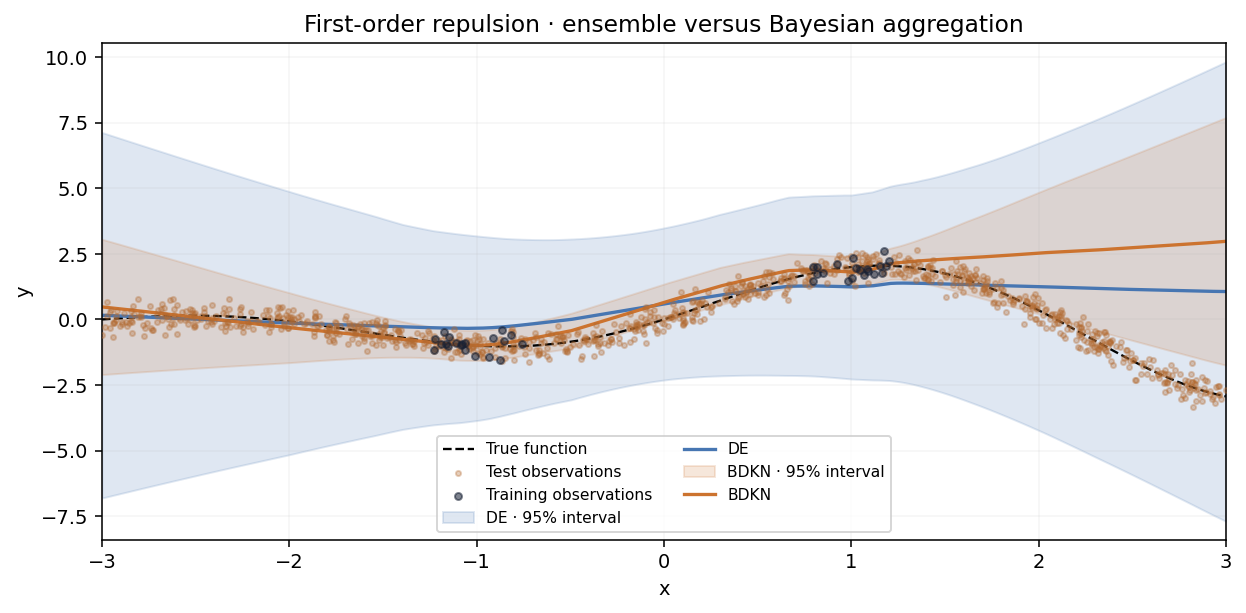 First-order repulsion · ensemble versus Bayesian aggregation
10.0
7.5
5.0
2.5
0.0
−2.5
−5.0
−7.5
y
True function
Test observations
Training observations
DE · 95% interval
DE
BDKN · 95% interval
BDKN
−3
−2
−1
0
1
2
3
x